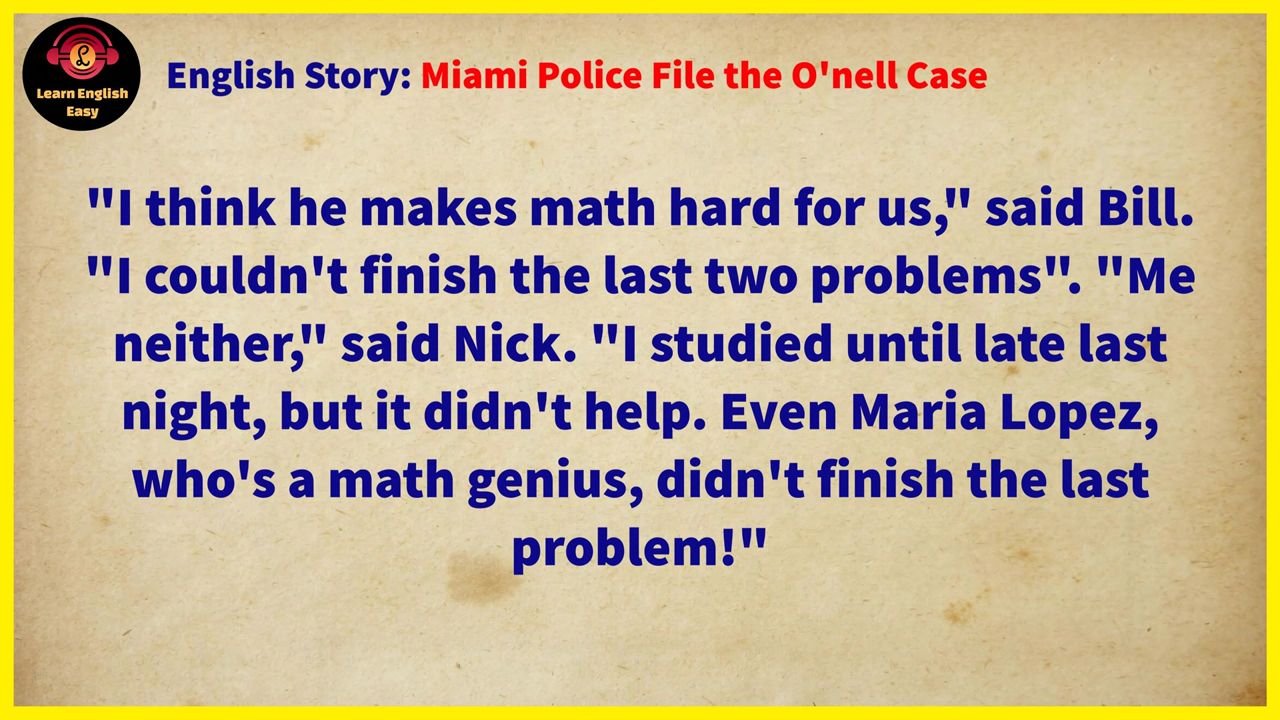 Learn English
Easy
English Story: Miami Police File the O'nell Case
"I think he makes math hard for us," said Bill.
"I couldn't finish the last two problems". "Me
neither," said Nick. "I studied until late last
night, but it didn't help. Even Maria Lopez,
who's a math genius, didn't finish the last
problem!"